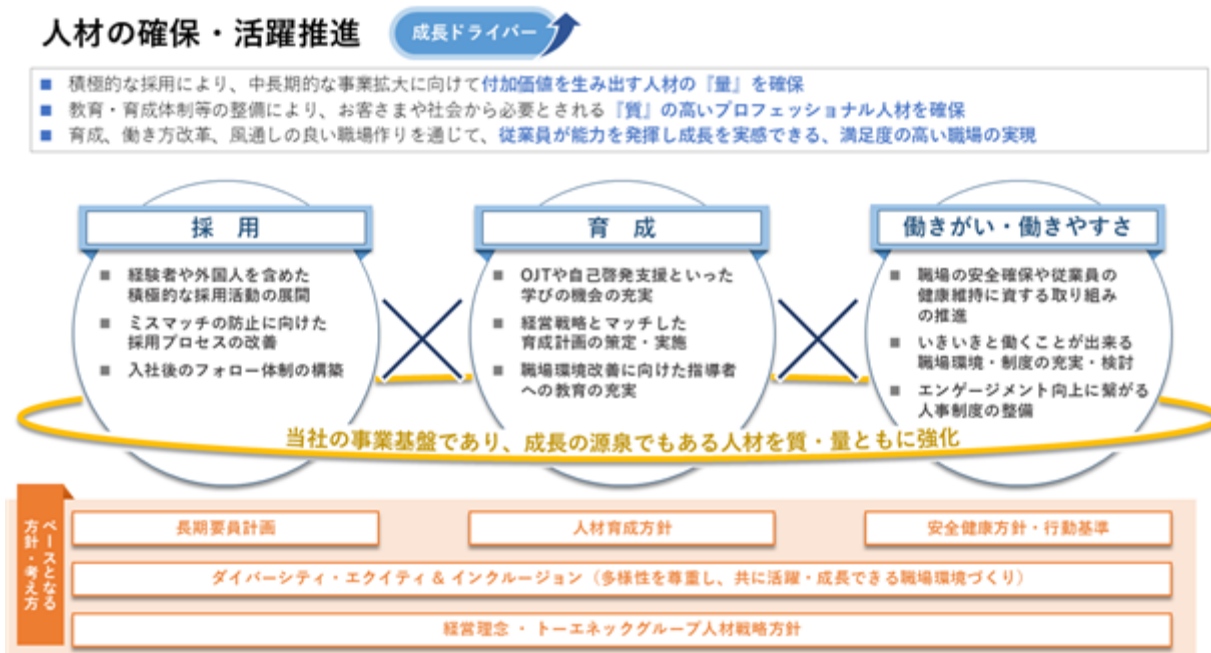 人材の確保・活躍推進
成長ドライバー
■ 積極的な採用により、中長期的な事業拡大に向けて付加価値を生み出す人材の『量』を確保
■ 教育・育成体制等の整備により、お客さまや社会から必要とされる『質』の高いプロフェッショナル人材を確保
■ 育成、働き方改革、風通しの良い職場作りを通じて、従業員が能力を発揮し成長を実感できる、満足度の高い職場の実現
採 用
■ 経験者や外国人を含めた
積極的な採用活動の展開
■ ミスマッチの防止に向けた
採用プロセスの改善
■ 入社後のフォロー体制の構築
育 成
■ OJTや自己啓発支援といった
学びの機会の充実
■ 経営戦略とマッチした
育成計画の策定・実施
■ 職場環境改善に向けた指導者
への教育の充実
働きがい・働きやすさ
■ 職場の安全確保や従業員の
健康維持に資する取り組み
の推進
■ いきいきと働くことが出来る
職場環境・制度の充実・検討
■ エンゲージメント向上に繋がる
人事制度の整備
当社の事業基盤であり、成長の源泉でもある人材を質・量ともに強化
ベースとなる
方針・考え方
長期要員計画
人材育成方針
安全健康方針・行動基準
ダイバーシティ・エクイティ & インクルージョン（多様性を尊重し、共に活躍・成長できる職場環境づくり）
経営理念 ・ トーエネックグループ人材戦略方針